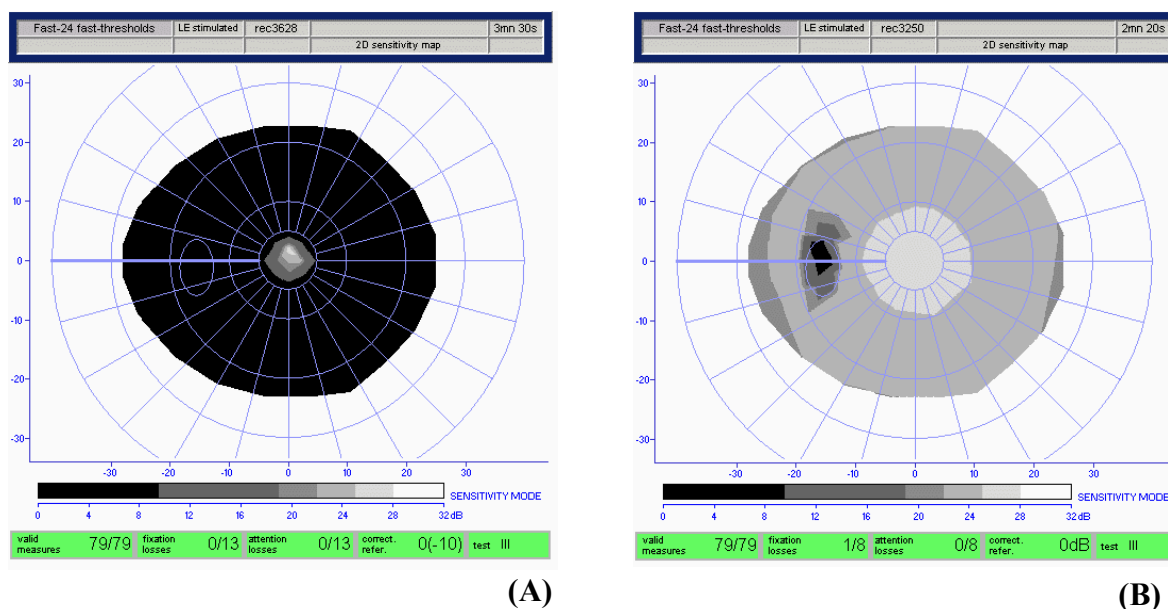 Fast-24 fast-thresholds LE stimulated rec3628 3mn 30s
2D sensitivity map
30
20
10
0
-10
-20
-30
-30 -20 -10 0 10 20 30
SENSITIVITY MODE
0 4 8 12 16 20 24 28 32dB
valid measures 79/79 fixation losses 0/13 attention losses 0/13 correct. refer. 0(-10) test III
(A)
Fast-24 fast-thresholds LE stimulated rec3250 2mn 20s
2D sensitivity map
30
20
10
0
-10
-20
-30
-30 -20 -10 0 10 20 30
SENSITIVITY MODE
0 4 8 12 16 20 24 28 32dB
valid measures 79/79 fixation losses 1/8 attention losses 0/8 correct. refer. 0dB test III
(B)